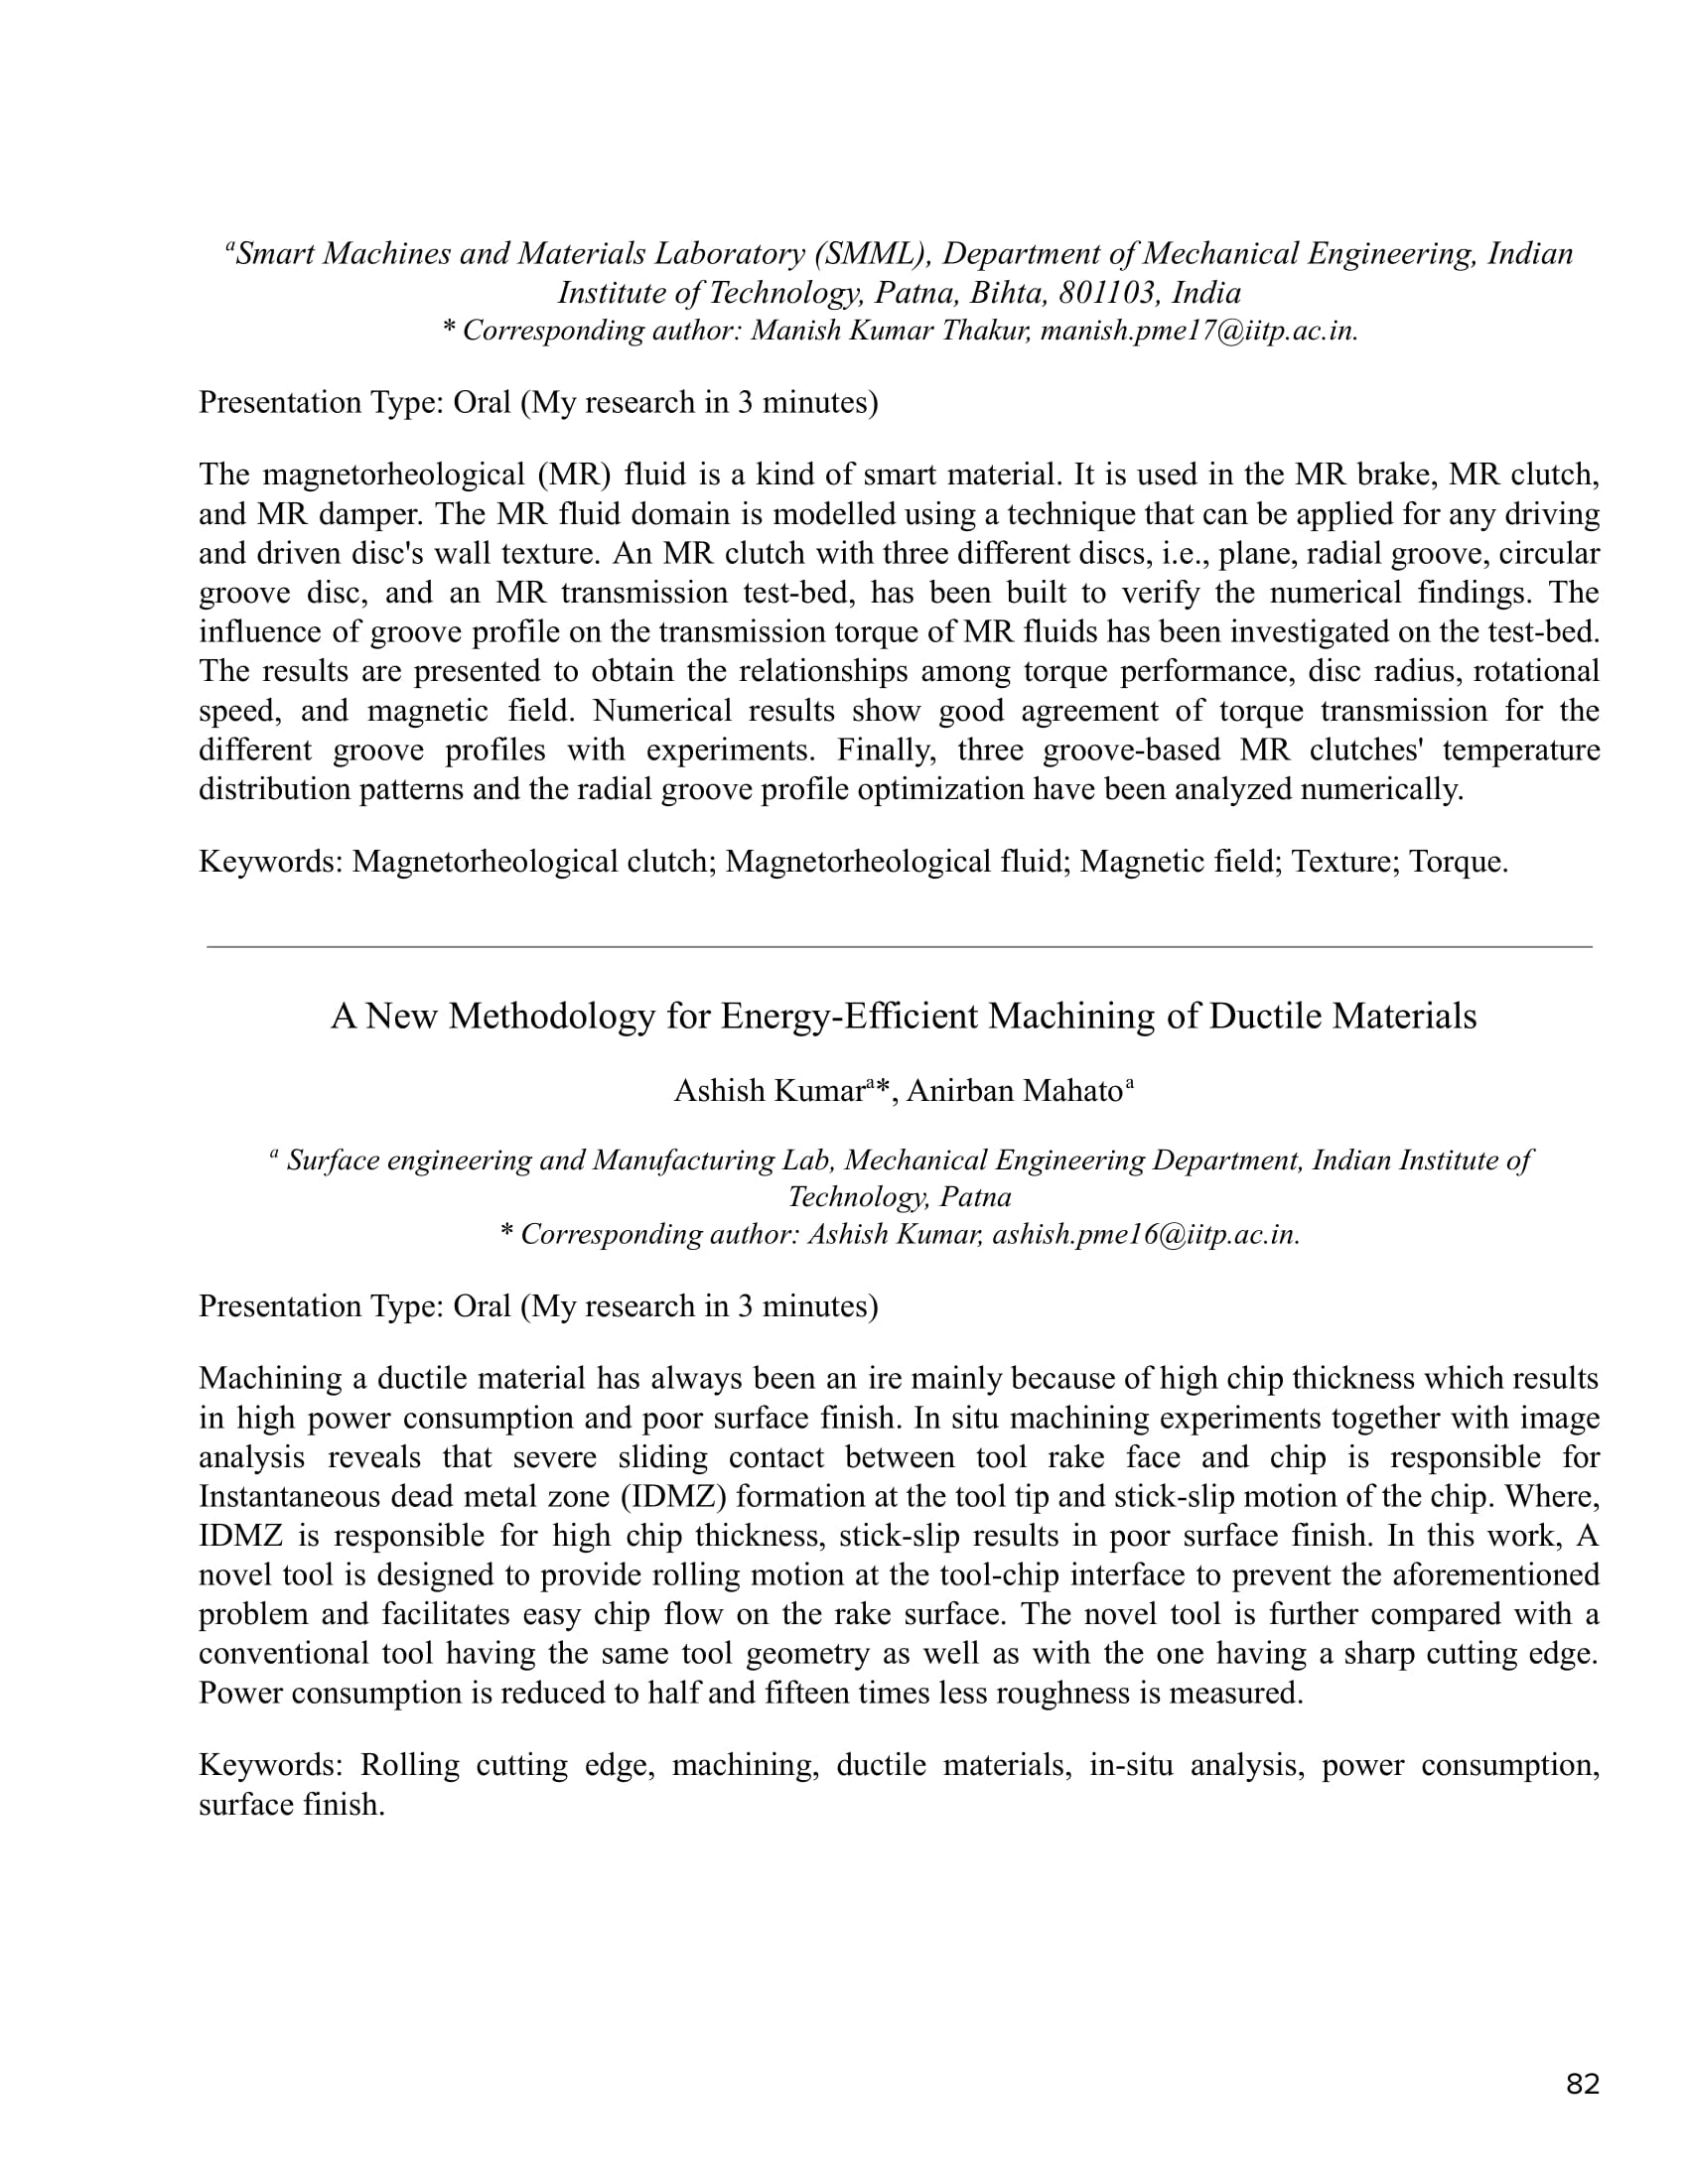 aSmart Machines and Materials Laboratory (SMML), Department of Mechanical Engineering, Indian
Institute of Technology, Patna, Bihta, 801103, India
* Corresponding author: Manish Kumar Thakur, manish.pme17@iitp.ac.in.
Presentation Type: Oral (My research in 3 minutes)
The magnetorheological (MR) fluid is a kind of smart material. It is used in the MR brake, MR clutch,
and MR damper. The MR fluid domain is modelled using a technique that can be applied for any driving
and driven disc's wall texture. An MR clutch with three different discs, i.e., plane, radial groove, circular
groove disc, and an MR transmission test-bed, has been built to verify the numerical findings. The
influence of groove profile on the transmission torque of MR fluids has been investigated on the test-bed.
The results are presented to obtain the relationships among torque performance, disc radius, rotational
speed, and magnetic field. Numerical results show good agreement of torque transmission for the
different groove profiles with experiments. Finally, three groove-based MR clutches' temperature
distribution patterns and the radial groove profile optimization have been analyzed numerically.
Keywords: Magnetorheological clutch; Magnetorheological fluid; Magnetic field; Texture; Torque.
A New Methodology for Energy-Efficient Machining of Ductile Materials
Ashish Kumara*, Anirban Mahatoa
a Surface engineering and Manufacturing Lab, Mechanical Engineering Department, Indian Institute of
Technology, Patna
* Corresponding author: Ashish Kumar, ashish.pme16@iitp.ac.in.
Presentation Type: Oral (My research in 3 minutes)
Machining a ductile material has always been an ire mainly because of high chip thickness which results
in high power consumption and poor surface finish. In situ machining experiments together with image
analysis reveals that severe sliding contact between tool rake face and chip is responsible for
Instantaneous dead metal zone (IDMZ) formation at the tool tip and stick-slip motion of the chip. Where,
IDMZ is responsible for high chip thickness, stick-slip results in poor surface finish. In this work, A
novel tool is designed to provide rolling motion at the tool-chip interface to prevent the aforementioned
problem and facilitates easy chip flow on the rake surface. The novel tool is further compared with a
conventional tool having the same tool geometry as well as with the one having a sharp cutting edge.
Power consumption is reduced to half and fifteen times less roughness is measured.
Keywords: Rolling cutting edge, machining, ductile materials, in-situ analysis, power consumption,
surface finish.
82